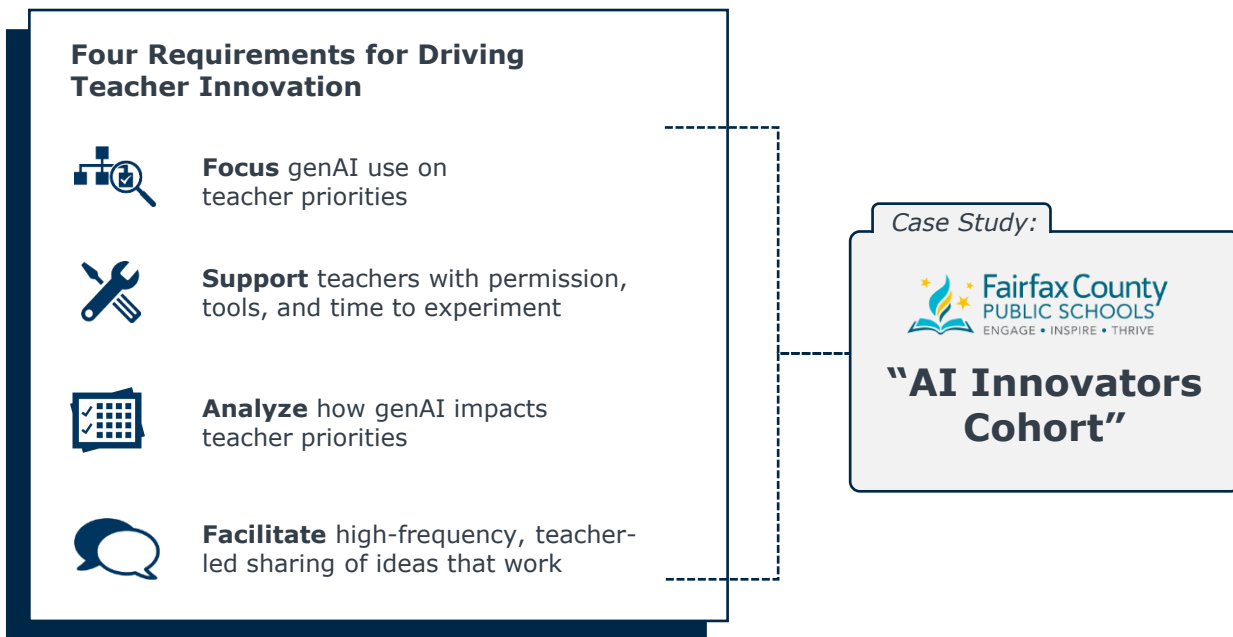 Four Requirements for Driving
Teacher Innovation
Focus genAI use on
teacher priorities
Support teachers with permission,
tools, and time to experiment
Analyze how genAI impacts
teacher priorities
Facilitate high-frequency, teacher-
led sharing of ideas that work
Case Study:
Fairfax County
PUBLIC SCHOOLS
ENGAGE • INSPIRE • THRIVE
“AI Innovators
Cohort”